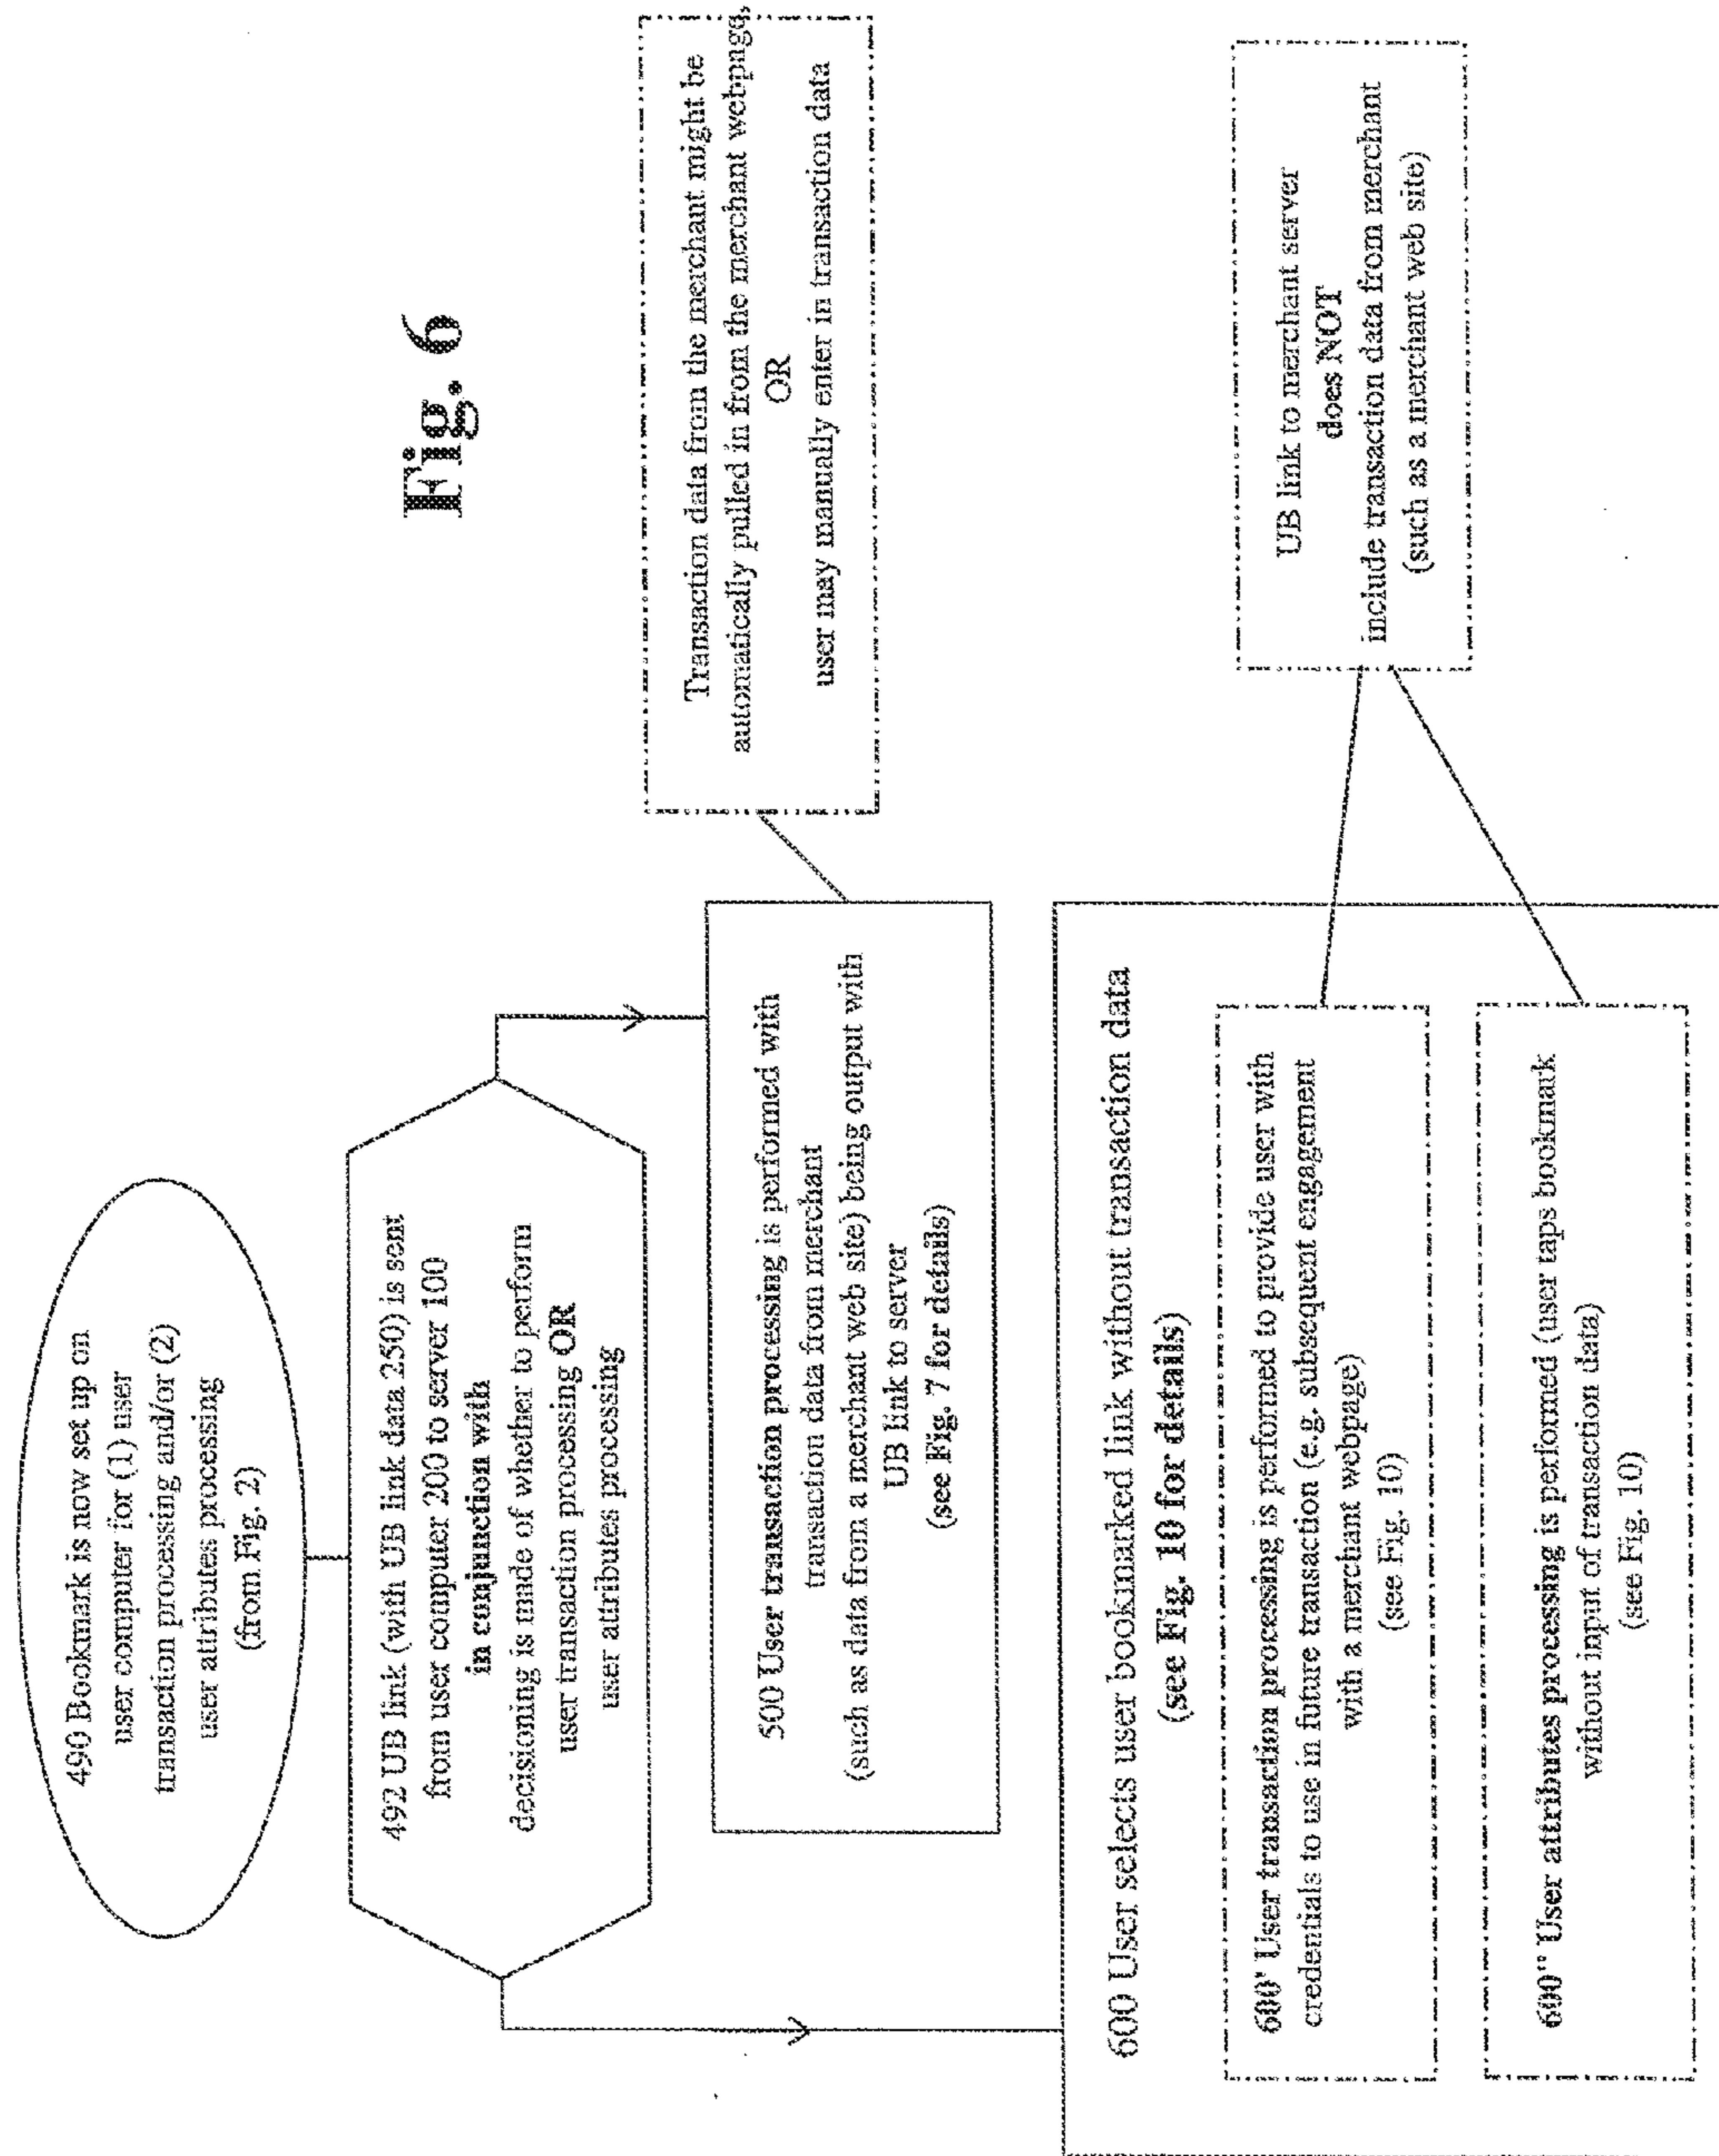 Fig. 6
490 Bookmark is now set up on
user computer for (1) user
transaction processing and/or (2)
user attributes processing
(from Fig. 2)
492 UB link (with UB link data 250) is sent
from user computer 200 to server 100
in conjunction with
decisioning is made of whether to perform
user transaction processing OR
user attributes processing
500 User transaction processing is performed with
transaction data from merchant
(such as data from a merchant web site) being output with
UB link to server
(see Fig. 7 for details)
Transaction data from the merchant might be
automatically pulled in from the merchant webpage,
OR
user may manually enter in transaction data
600 User selects user bookmarked link without transaction data
(see Fig. 10 for details)
600' User transaction processing is performed to provide user with
credentials to use in future transaction (e.g. subsequent engagement
with a merchant webpage)
(see Fig. 10)
600'' User attributes processing is performed (user taps bookmark
without input of transaction data)
(see Fig. 10)
UB link to merchant server
does NOT
include transaction data from merchant
(such as a merchant web site)